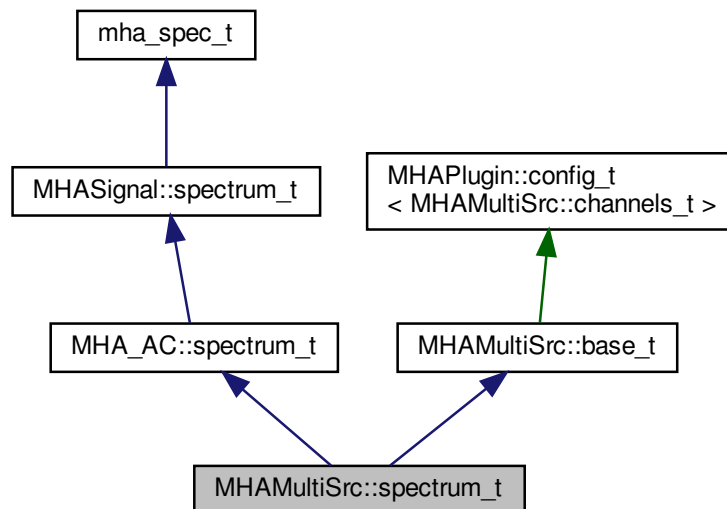 mha_spec_t
MHASignal::spectrum_t
MHAPlugin::config_t
< MHAMultiSrc::channels_t >
MHA_AC::spectrum_t
MHAMultiSrc::base_t
MHAMultiSrc::spectrum_t